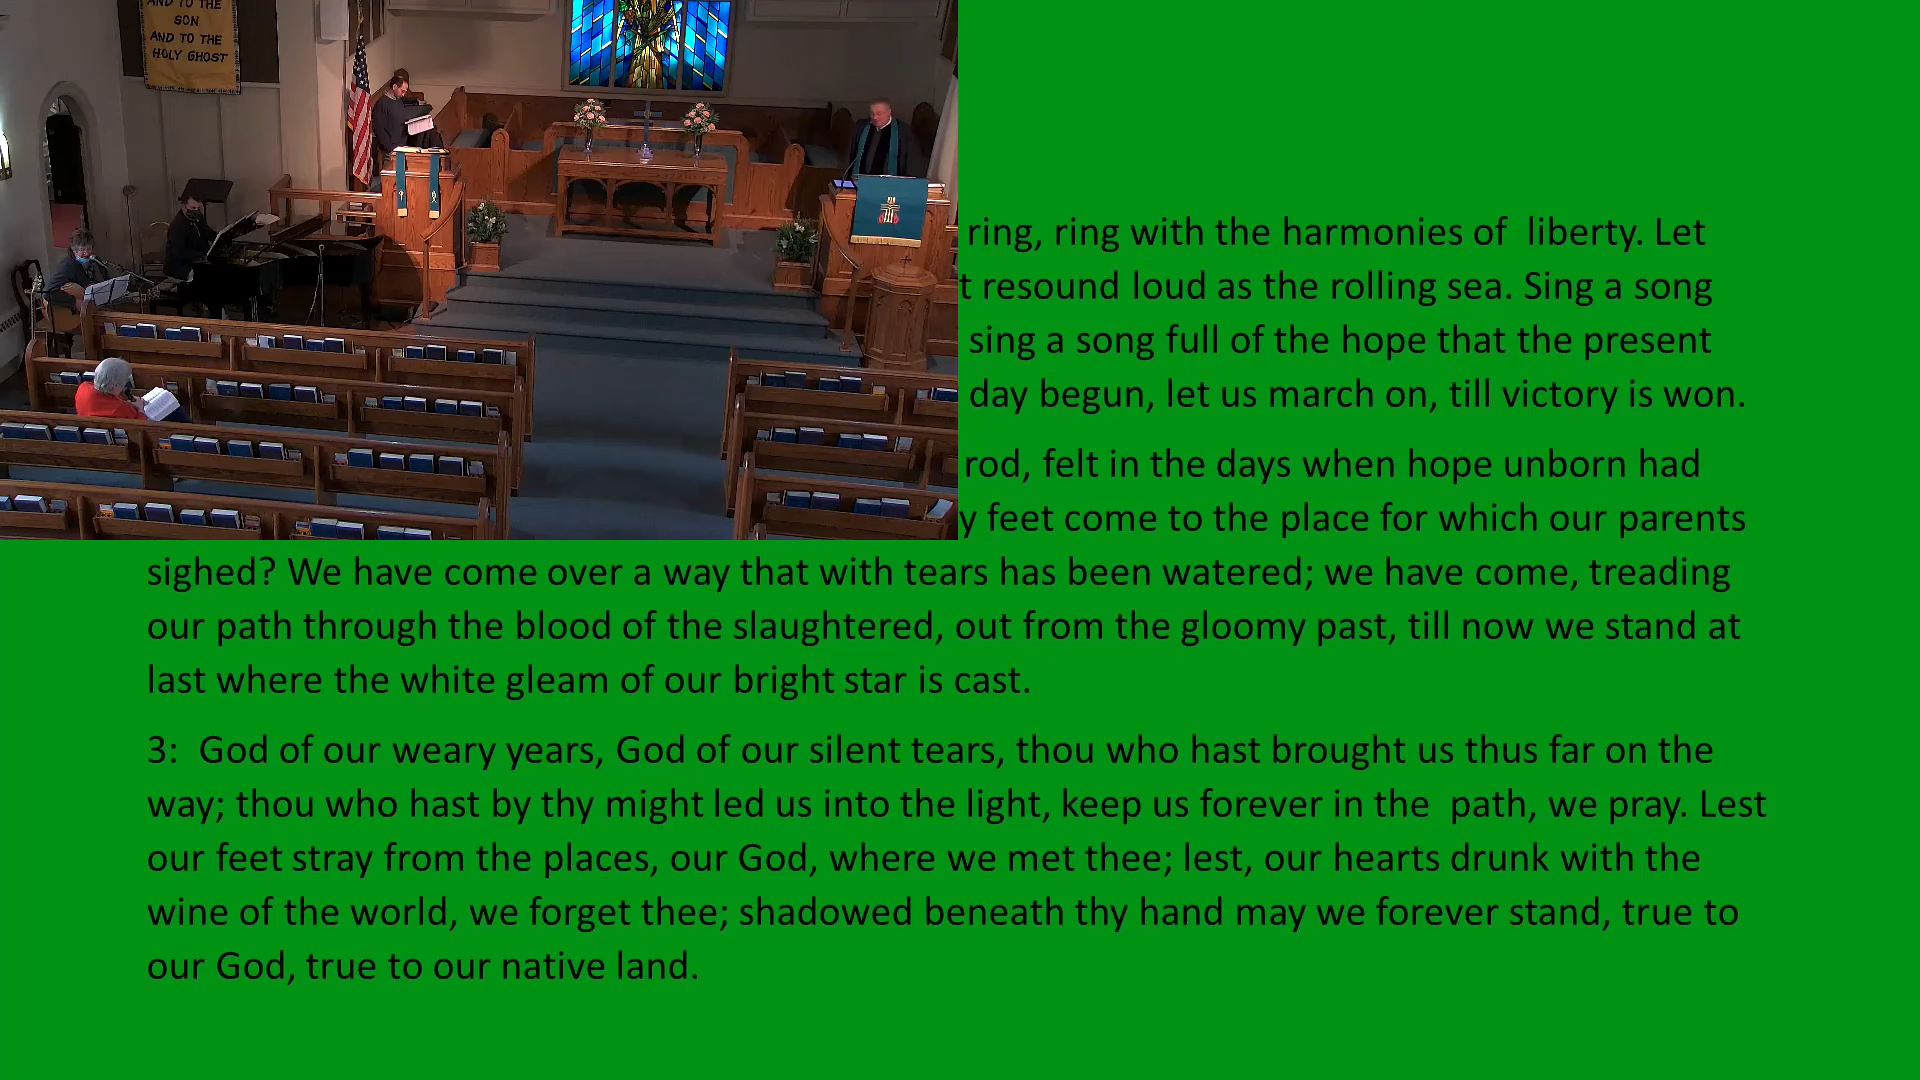 AND TO THE
SON
AND TO THE
HOLY GHOST
ring, ring with the harmonies of liberty. Let
t resound loud as the rolling sea. Sing a song
sing a song full of the hope that the present
day begun, let us march on, till victory is won.
rod, felt in the days when hope unborn had
y feet come to the place for which our parents
sighed? We have come over a way that with tears has been watered; we have come, treading
our path through the blood of the slaughtered, out from the gloomy past, till now we stand at
last where the white gleam of our bright star is cast.
3: God of our weary years, God of our silent tears, thou who hast brought us thus far on the
way; thou who hast by thy might led us into the light, keep us forever in the path, we pray. Lest
our feet stray from the places, our God, where we met thee; lest, our hearts drunk with the
wine of the world, we forget thee; shadowed beneath thy hand may we forever stand, true to
our God, true to our native land.